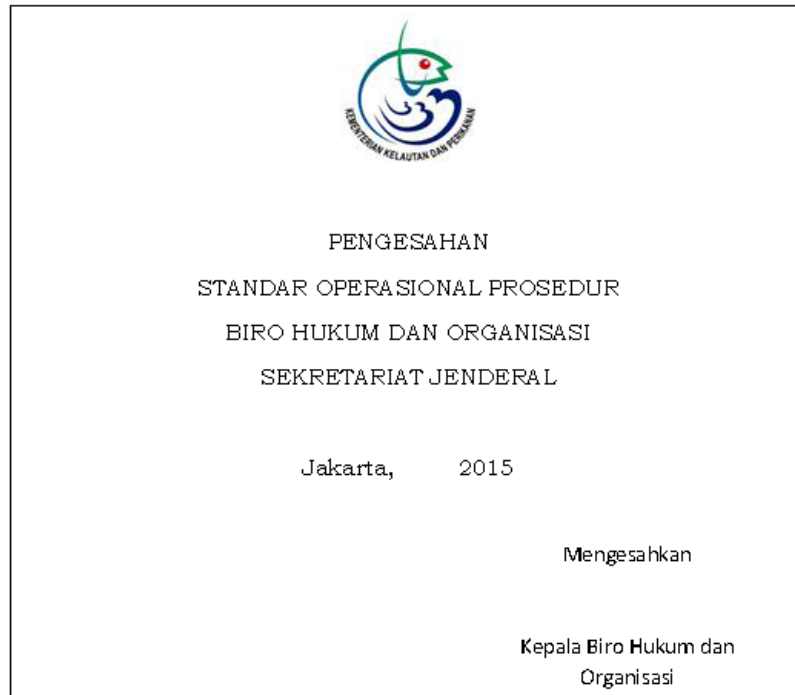 KEMENTERIAN KELAUTAN DAN PERIKANAN
PENGESAHAN
STANDAR OPERASIONAL PROSEDUR
BIRO HUKUM DAN ORGANISASI
SEKRETARIAT JENDERAL
Jakarta, 2015
Mengesahkan
Kepala Biro Hukum dan
Organisasi